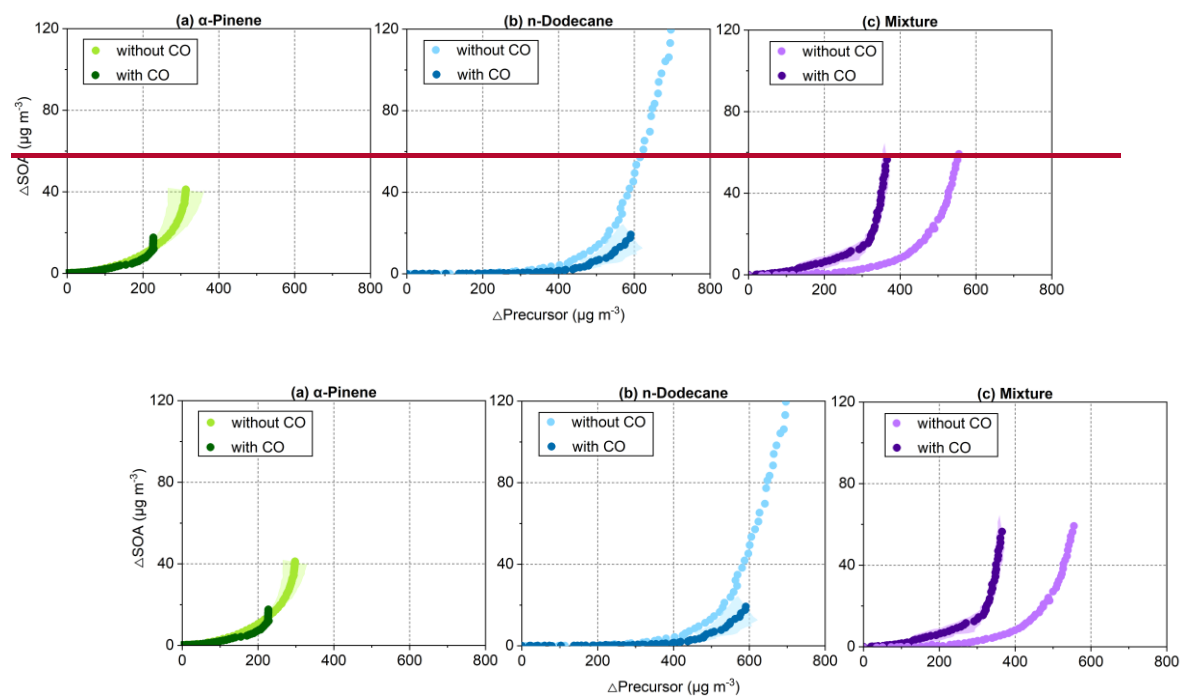 (a) α-Pinene (b) n-Dodecane (c) Mixture
120 120 120
without CO without CO without CO
with CO with CO with CO
80 80 80
△SOA (μg m⁻³)
40 40 40
0 0 0
0 200 400 600 800 0 200 400 600 800 0 200 400 600 800
△Precursor (μg m⁻³)
(a) α-Pinene (b) n-Dodecane (c) Mixture
120 120 120
without CO without CO without CO
with CO with CO with CO
80 80 80
△SOA (μg m⁻³)
40 40 40
0 0 0
0 200 400 600 800 0 200 400 600 800 0 200 400 600 800
△Precursor (μg m⁻³)